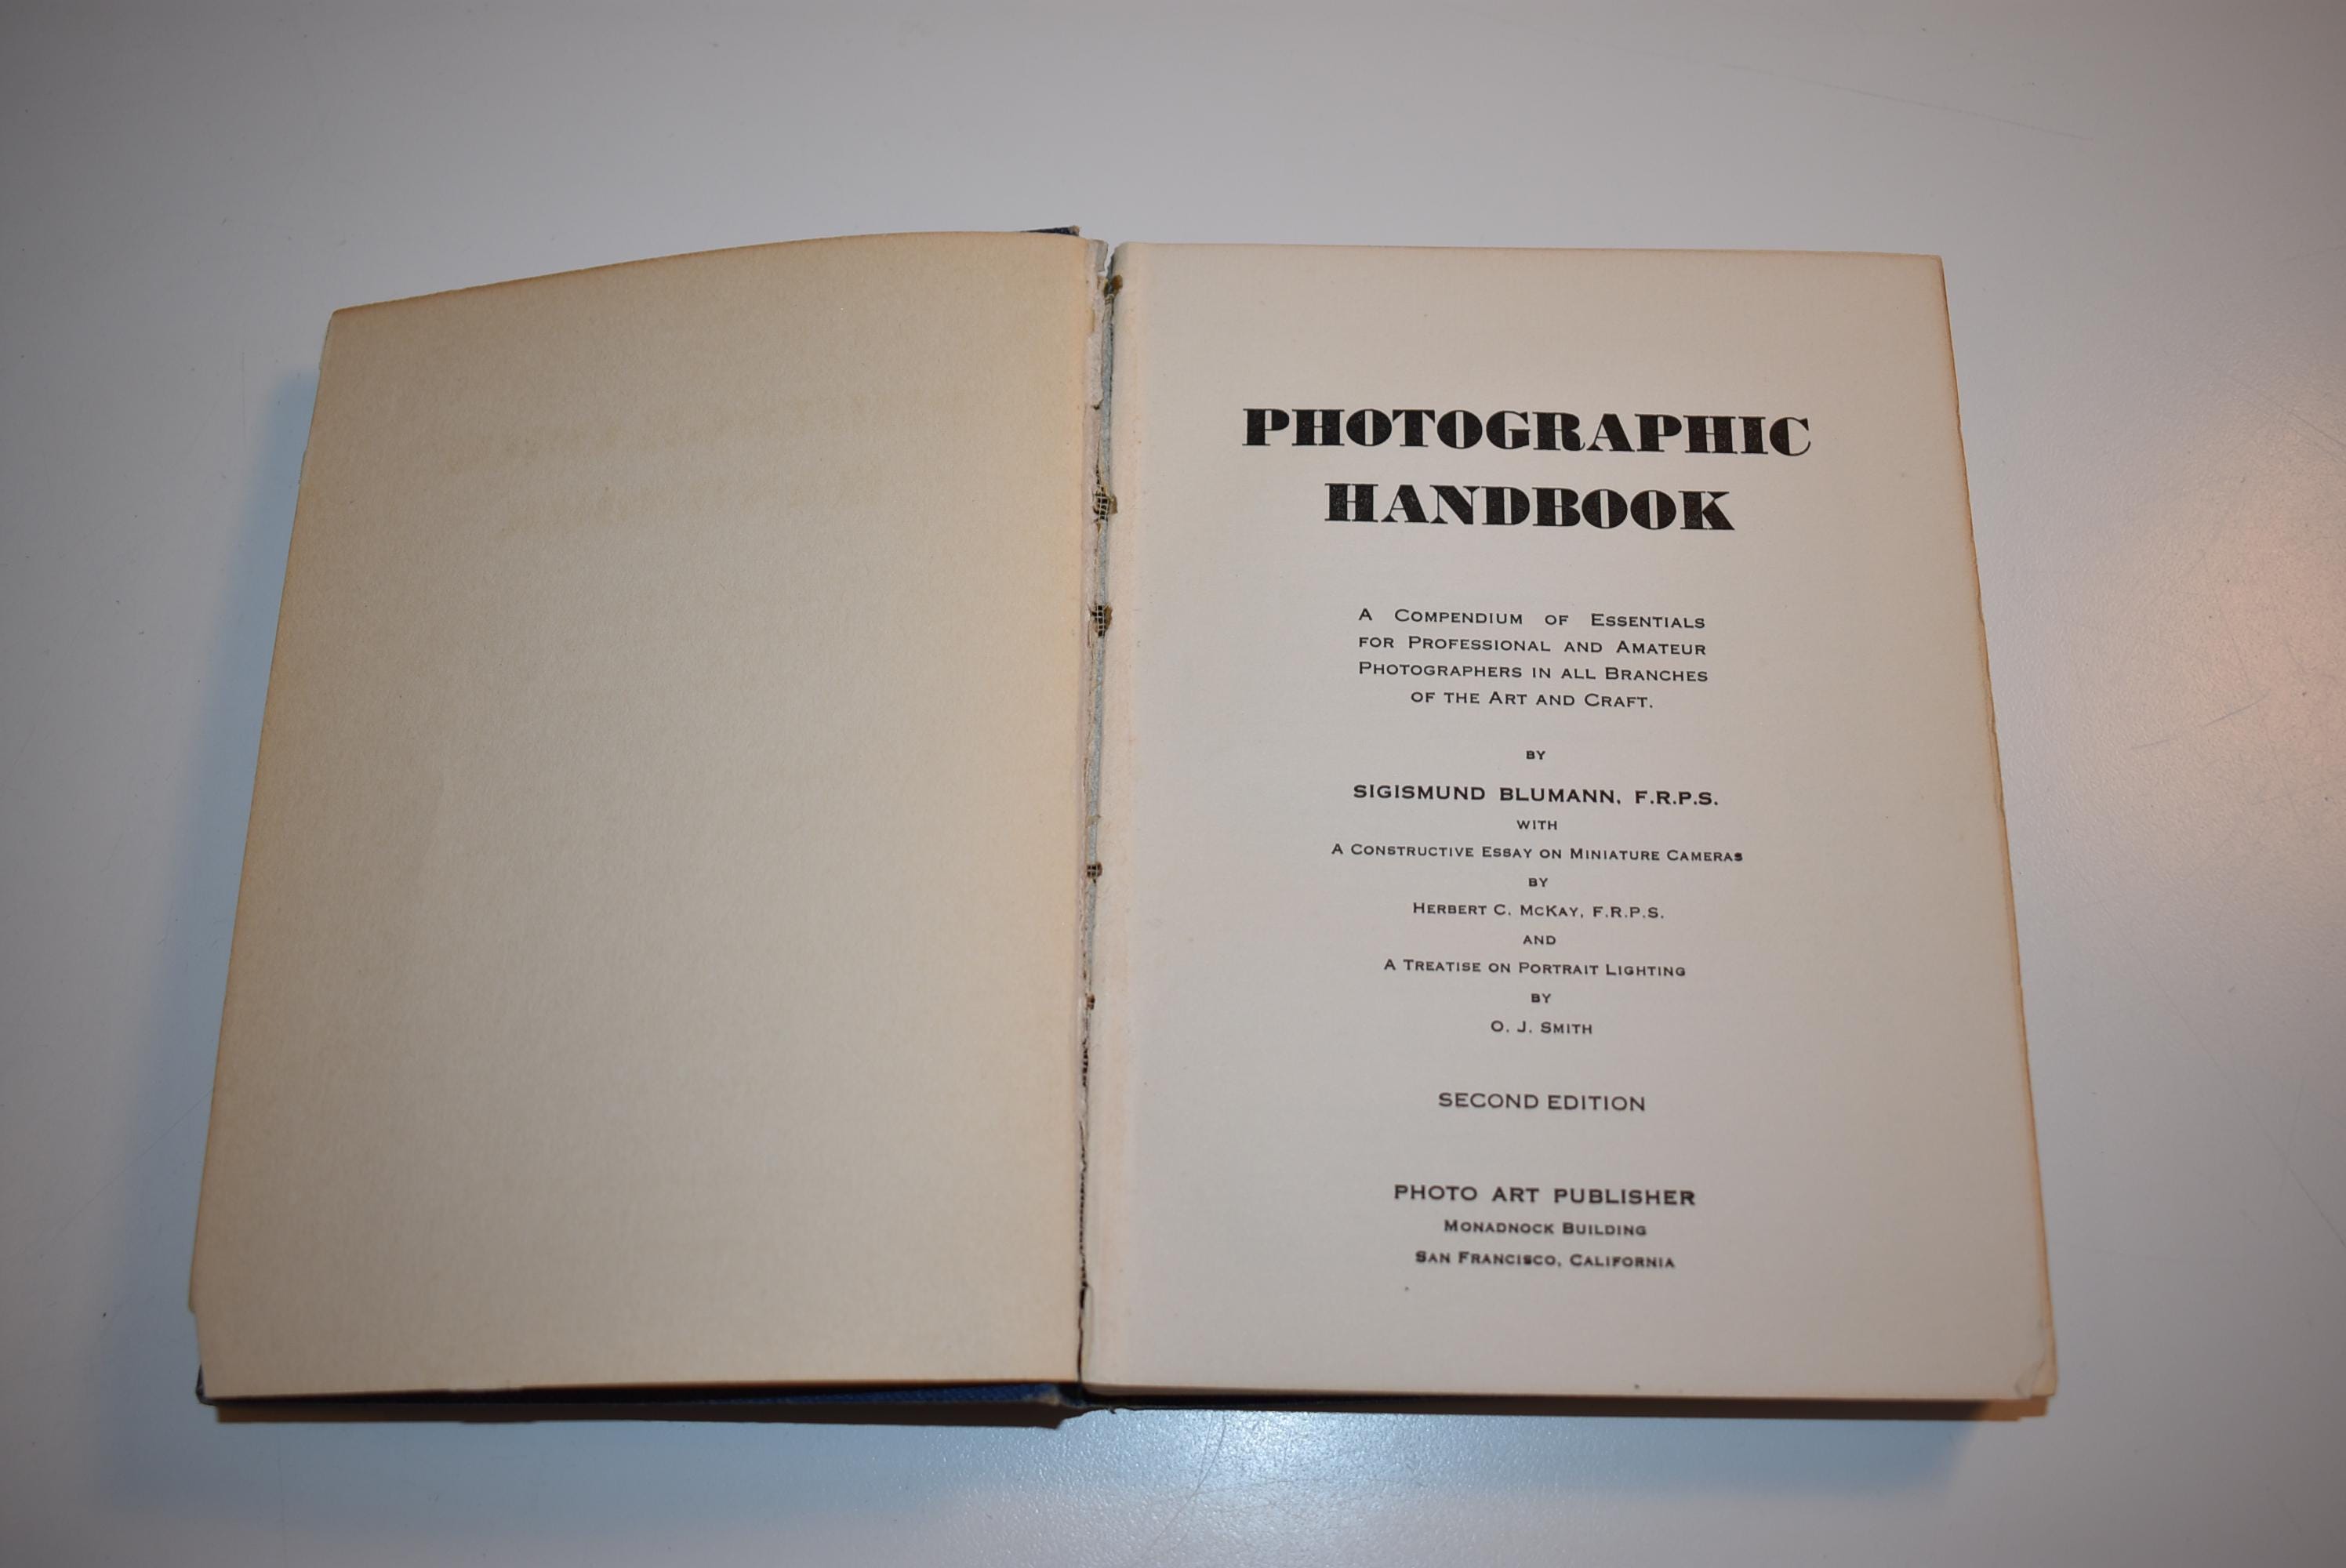 PHOTOGRAPHIC
HANDBOOK
A COMPENDIUM OF ESSENTIALS
FOR PROFESSIONAL AND AMATEUR
PHOTOGRAPHERS IN ALL BRANCHES
OF THE ART AND CRAFT.
BY
SIGISMUND BLUMANN, F.R.P.S.
WITH
A CONSTRUCTIVE ESSAY ON MINIATURE CAMERAS
BY
HERBERT C. MCKAY, F.R.P.S.
AND
A TREATISE ON PORTRAIT LIGHTING
BY
O. J. SMITH
SECOND EDITION
PHOTO ART PUBLISHER
MONADNOCK BUILDING
SAN FRANCISCO, CALIFORNIA